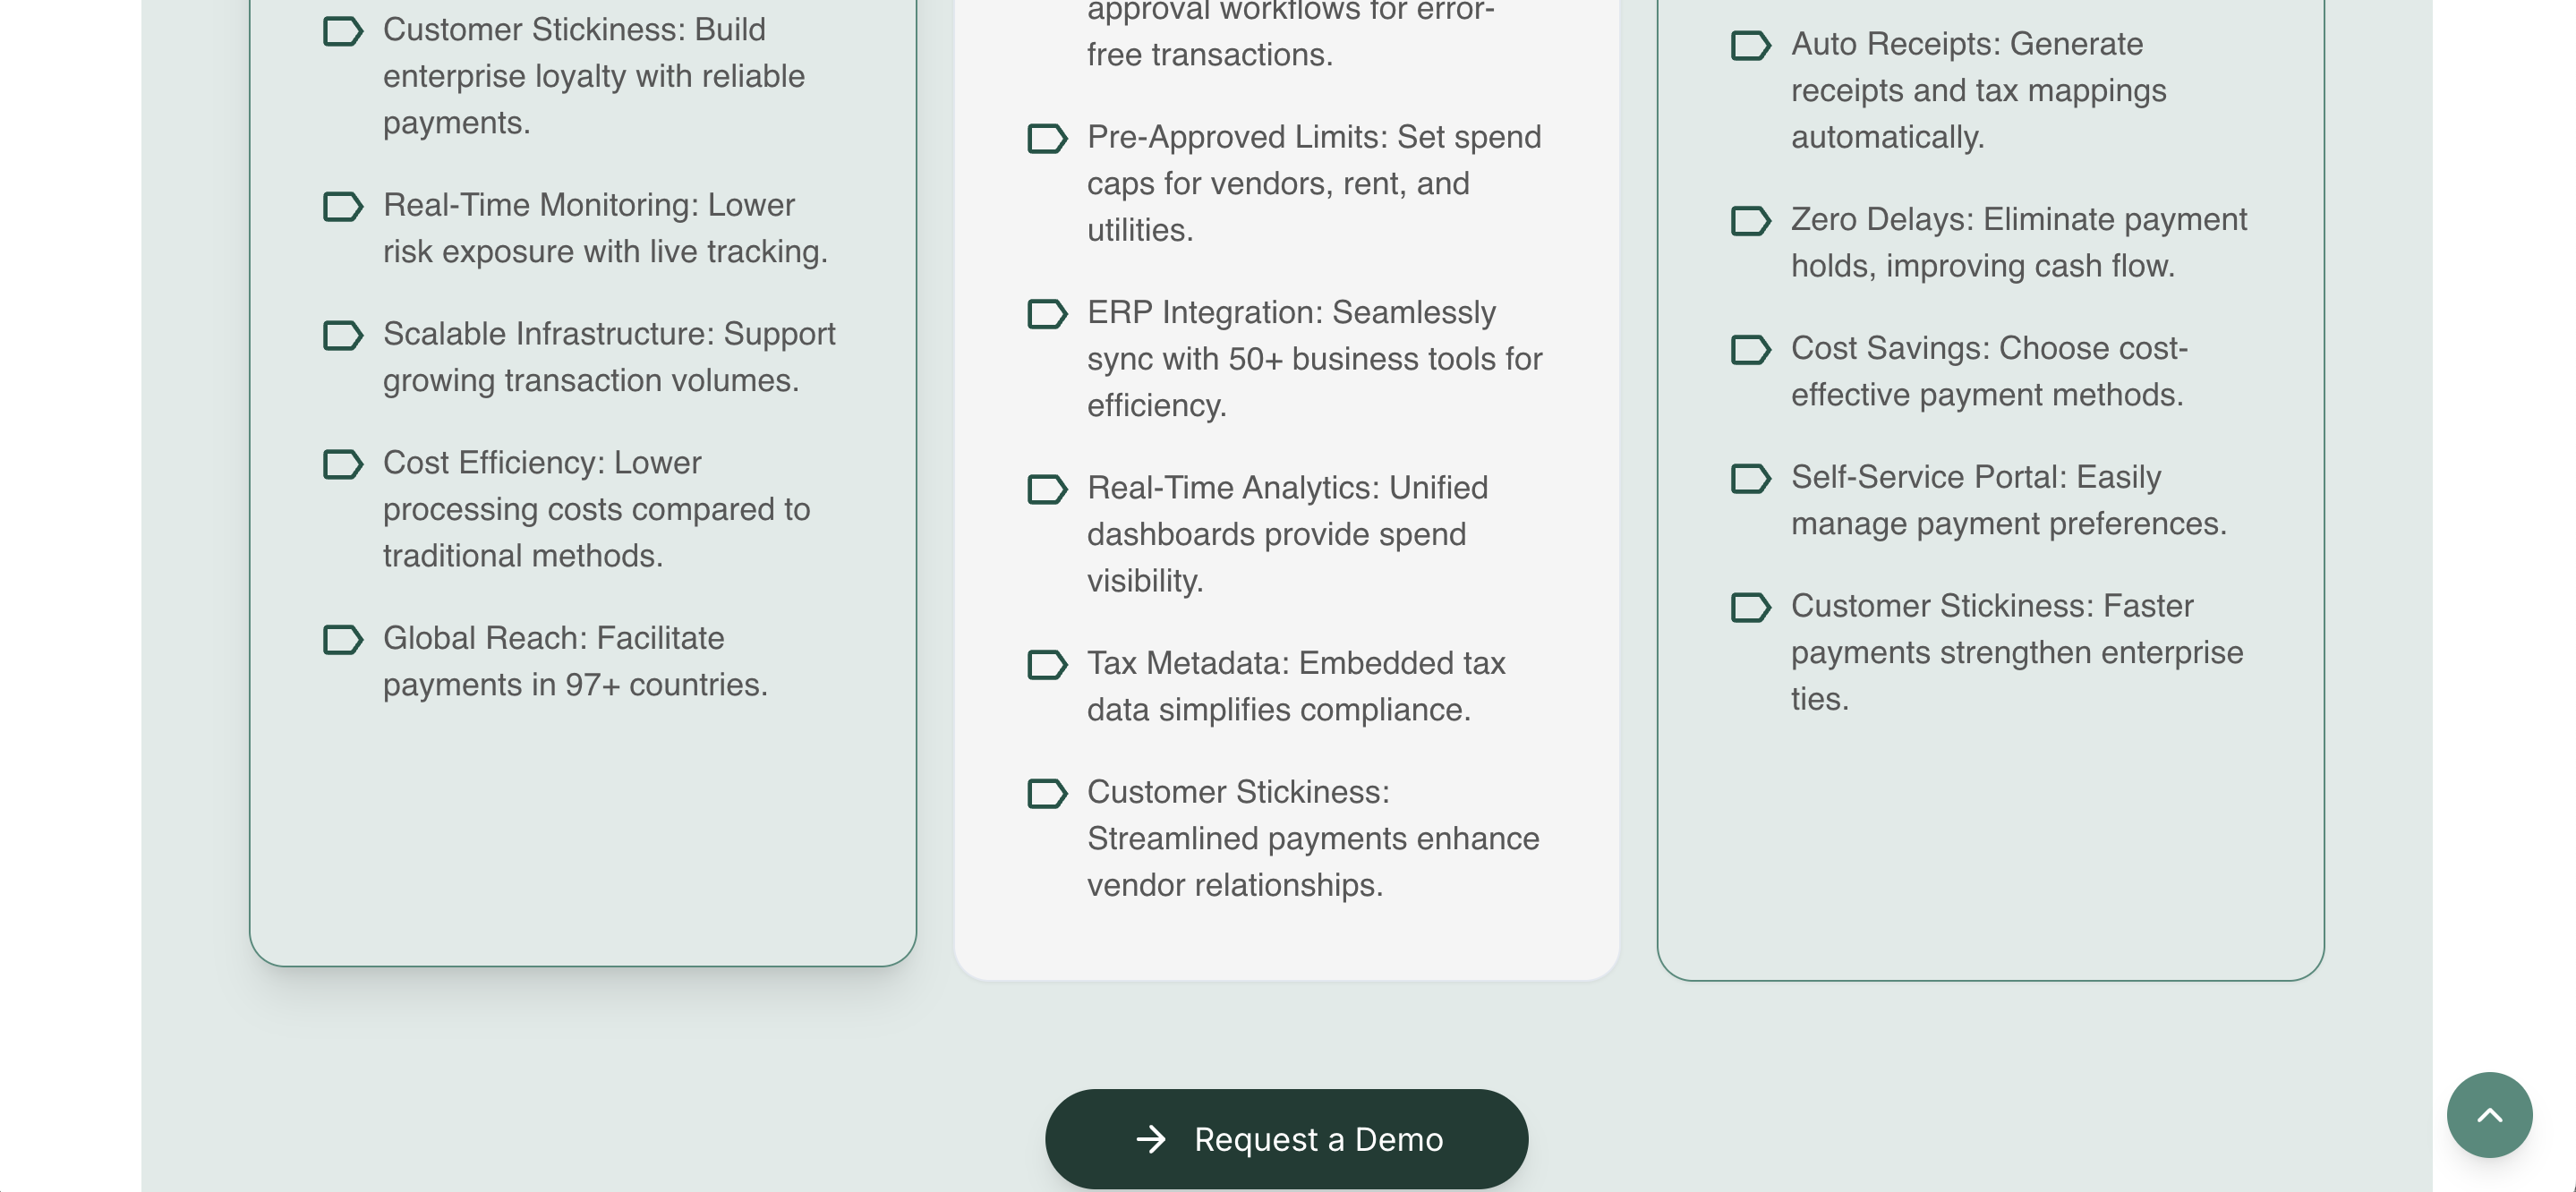 Customer Stickiness: Build
enterprise loyalty with reliable
payments.
Real-Time Monitoring: Lower
risk exposure with live tracking.
Scalable Infrastructure: Support
growing transaction volumes.
Cost Efficiency: Lower
processing costs compared to
traditional methods.
Global Reach: Facilitate
payments in 97+ countries.
approval workflows for error-
free transactions.
Pre-Approved Limits: Set spend
caps for vendors, rent, and
utilities.
ERP Integration: Seamlessly
sync with 50+ business tools for
efficiency.
Real-Time Analytics: Unified
dashboards provide spend
visibility.
Tax Metadata: Embedded tax
data simplifies compliance.
Customer Stickiness:
Streamlined payments enhance
vendor relationships.
Auto Receipts: Generate
receipts and tax mappings
automatically.
Zero Delays: Eliminate payment
holds, improving cash flow.
Cost Savings: Choose cost-
effective payment methods.
Self-Service Portal: Easily
manage payment preferences.
Customer Stickiness: Faster
payments strengthen enterprise
ties.
Request a Demo